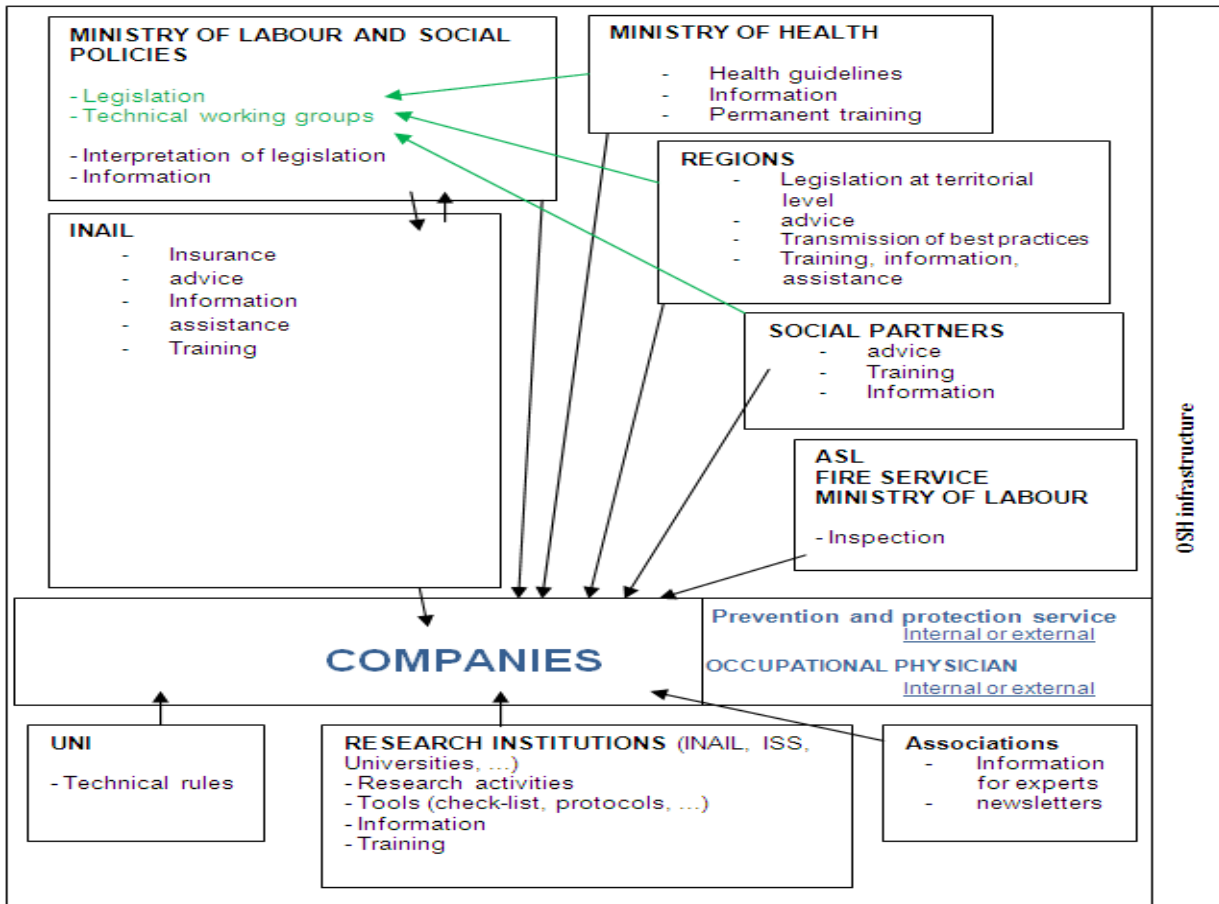 MINISTRY OF LABOUR AND SOCIAL
POLICIES
- Legislation
- Technical working groups
- Interpretation of legislation
- Information
MINISTRY OF HEALTH
- Health guidelines
- Information
- Permanent training
REGIONS
- Legislation at territorial
level
- advice
- Transmission of best practices
- Training, information,
assistance
INAIL
- Insurance
- advice
- Information
- assistance
- Training
SOCIAL PARTNERS
- advice
- Training
- Information
ASL
FIRE SERVICE
MINISTRY OF LABOUR
- Inspection
OSH infrastructure
COMPANIES
Prevention and protection service
Internal or external
OCCUPATIONAL PHYSICIAN
Internal or external
UNI
- Technical rules
RESEARCH INSTITUTIONS (INAIL, ISS,
Universities, ...)
- Research activities
- Tools (check-list, protocols, ...)
- Information
- Training
Associations
- Information
for experts
- newsletters